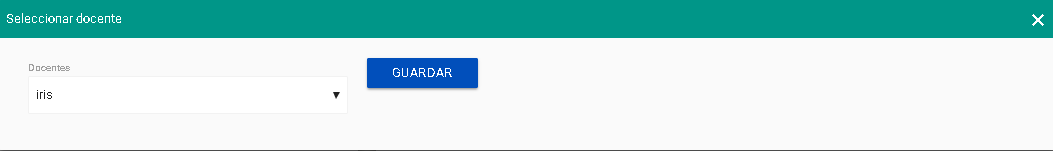 Seleccionar docente
Docentes
iris
GUARDAR